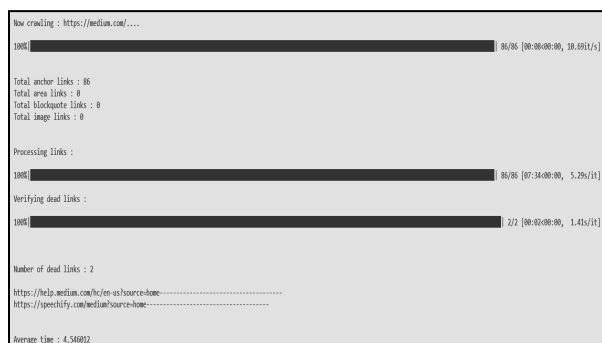 Now crawling : https://medium.com/....
100%| | 86/86 [00:08<00:00, 10.69it/s]
Total anchor links : 86
Total area links : 0
Total blockquote links : 0
Total image links : 0
Processing links :
100%| | 86/86 [07:34<00:00, 5.29s/it]
Verifying dead links :
100%| | 2/2 [00:02<00:00, 1.41s/it]
Number of dead links : 2
https://help.medium.com/hc/en-us?source=home------------------------------------
https://speechify.com/medium?source=home------------------------------------
Average time : 4.546012